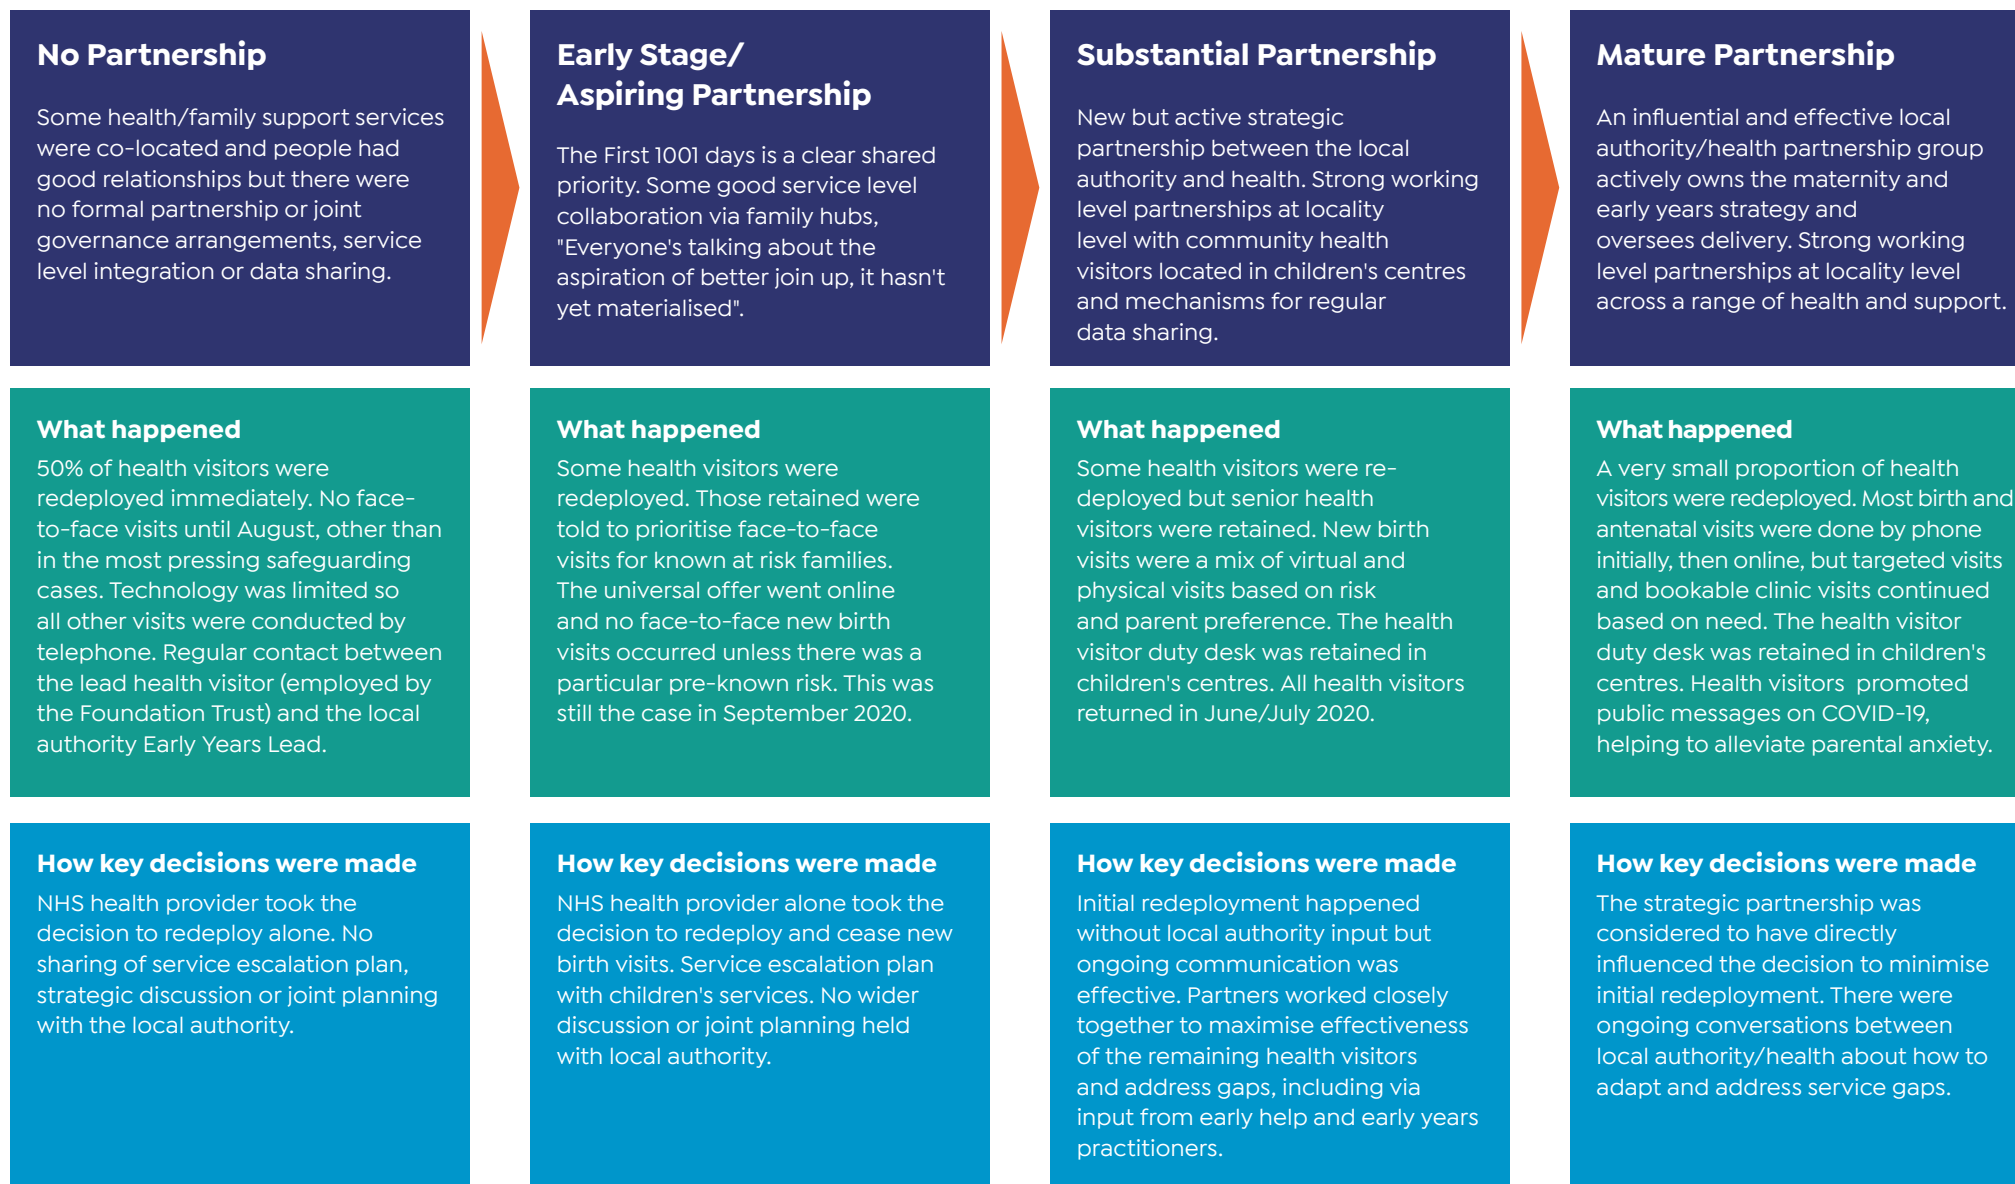 No Partnership
Some health/family support services
were co-located and people had
good relationships but there were
no formal partnership or joint
governance arrangements, service
level integration or data sharing.
Early Stage/
Aspiring Partnership
The First 1001 days is a clear shared
priority. Some good service level
collaboration via family hubs,
"Everyone's talking about the
aspiration of better join up, it hasn't
yet materialised".
Substantial Partnership
New but active strategic
partnership between the local
authority and health. Strong working
level partnerships at locality
level with community health
visitors located in children's centres
and mechanisms for regular
data sharing.
Mature Partnership
An influential and effective local
authority/health partnership group
actively owns the maternity and
early years strategy and
oversees delivery. Strong working
level partnerships at locality level
across a range of health and support.
What happened
50% of health visitors were
redeployed immediately. No face-
to-face visits until August, other than
in the most pressing safeguarding
cases. Technology was limited so
all other visits were conducted by
telephone. Regular contact between
the lead health visitor (employed by
the Foundation Trust) and the local
authority Early Years Lead.
What happened
Some health visitors were
redeployed. Those retained were
told to prioritise face-to-face
visits for known at risk families.
The universal offer went online
and no face-to-face new birth
visits occurred unless there was a
particular pre-known risk. This was
still the case in September 2020.
What happened
Some health visitors were re-
deployed but senior health
visitors were retained. New birth
visits were a mix of virtual and
physical visits based on risk
and parent preference. The health
visitor duty desk was retained in
children's centres. All health visitors
returned in June/July 2020.
What happened
A very small proportion of health
visitors were redeployed. Most birth and
antenatal visits were done by phone
initially, then online, but targeted visits
and bookable clinic visits continued
based on need. The health visitor
duty desk was retained in children's
centres. Health visitors promoted
public messages on COVID-19,
helping to alleviate parental anxiety.
How key decisions were made
NHS health provider took the
decision to redeploy alone. No
sharing of service escalation plan,
strategic discussion or joint planning
with the local authority.
How key decisions were made
NHS health provider alone took the
decision to redeploy and cease new
birth visits. Service escalation plan
with children's services. No wider
discussion or joint planning held
with local authority.
How key decisions were made
Initial redeployment happened
without local authority input but
ongoing communication was
effective. Partners worked closely
together to maximise effectiveness
of the remaining health visitors
and address gaps, including via
input from early help and early years
practitioners.
How key decisions were made
The strategic partnership was
considered to have directly
influenced the decision to minimise
initial redeployment. There were
ongoing conversations between
local authority/health about how to
adapt and address service gaps.